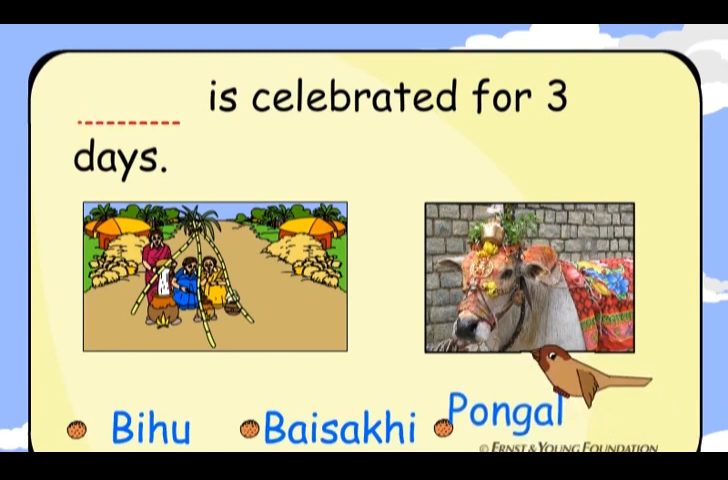 is celebrated for 3
days.
Bihu Baisakhi Pongal
© ERNST & YOUNG FOUNDATION